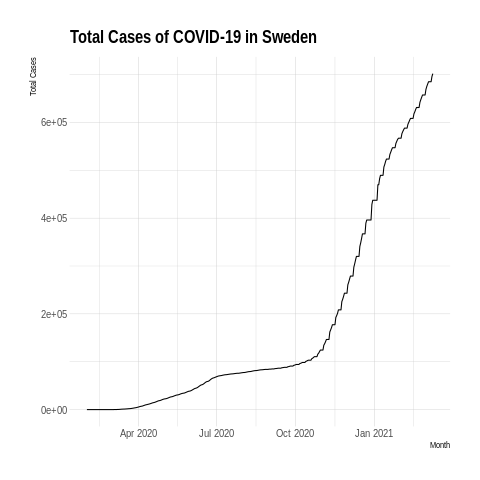 Total Cases of COVID-19 in Sweden
Total Cases
6e+05
4e+05
2e+05
0e+00
Apr 2020 Jul 2020 Oct 2020 Jan 2021
Month